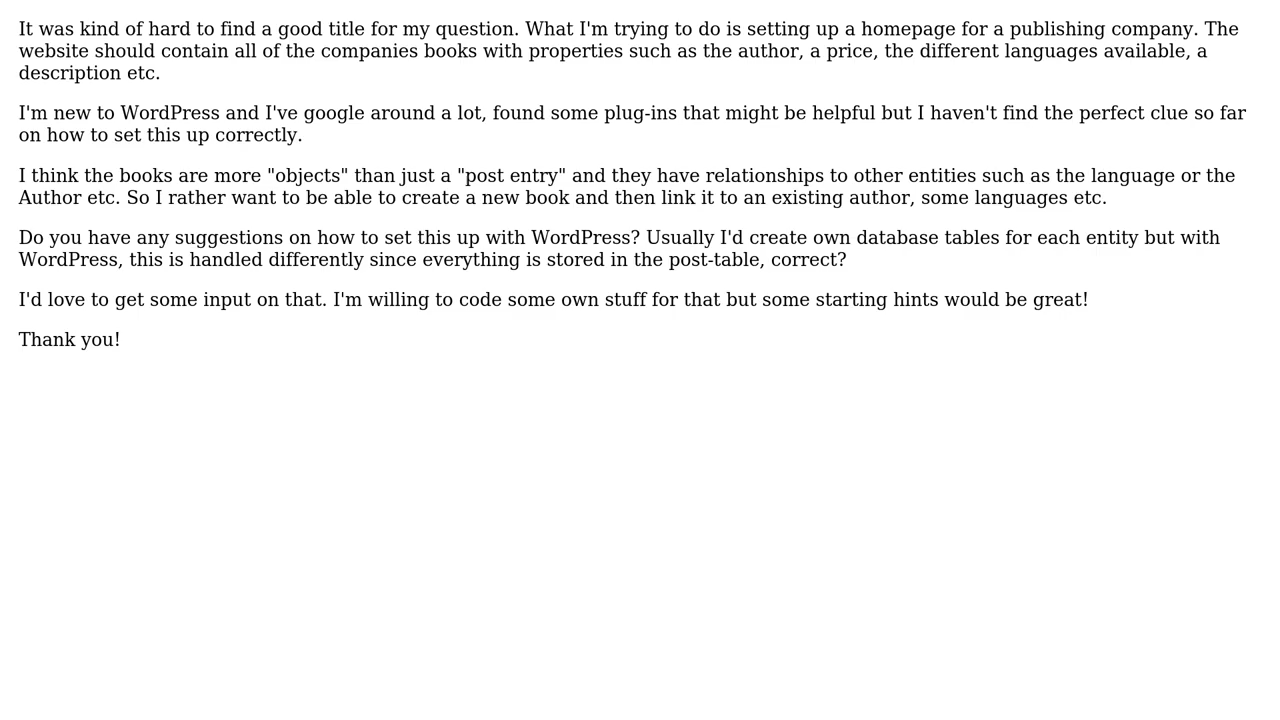 It was kind of hard to find a good title for my question. What I'm trying to do is setting up a homepage for a publishing company. The
website should contain all of the companies books with properties such as the author, a price, the different languages available, a
description etc.
I'm new to WordPress and I've google around a lot, found some plug-ins that might be helpful but I haven't find the perfect clue so far
on how to set this up correctly.
I think the books are more "objects" than just a "post entry" and they have relationships to other entities such as the language or the
Author etc. So I rather want to be able to create a new book and then link it to an existing author, some languages etc.
Do you have any suggestions on how to set this up with WordPress? Usually I'd create own database tables for each entity but with
WordPress, this is handled differently since everything is stored in the post-table, correct?
I'd love to get some input on that. I'm willing to code some own stuff for that but some starting hints would be great!
Thank you!